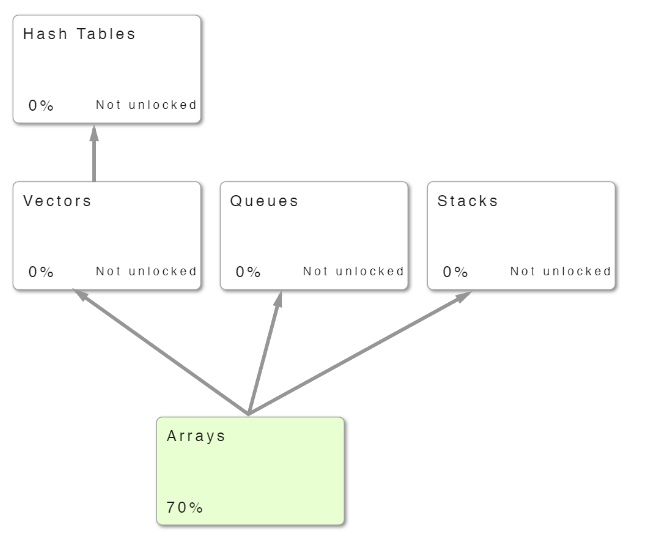 Hash Tables
0% Not unlocked
Vectors
0% Not unlocked
Queues
0% Not unlocked
Stacks
0% Not unlocked
Arrays
70%